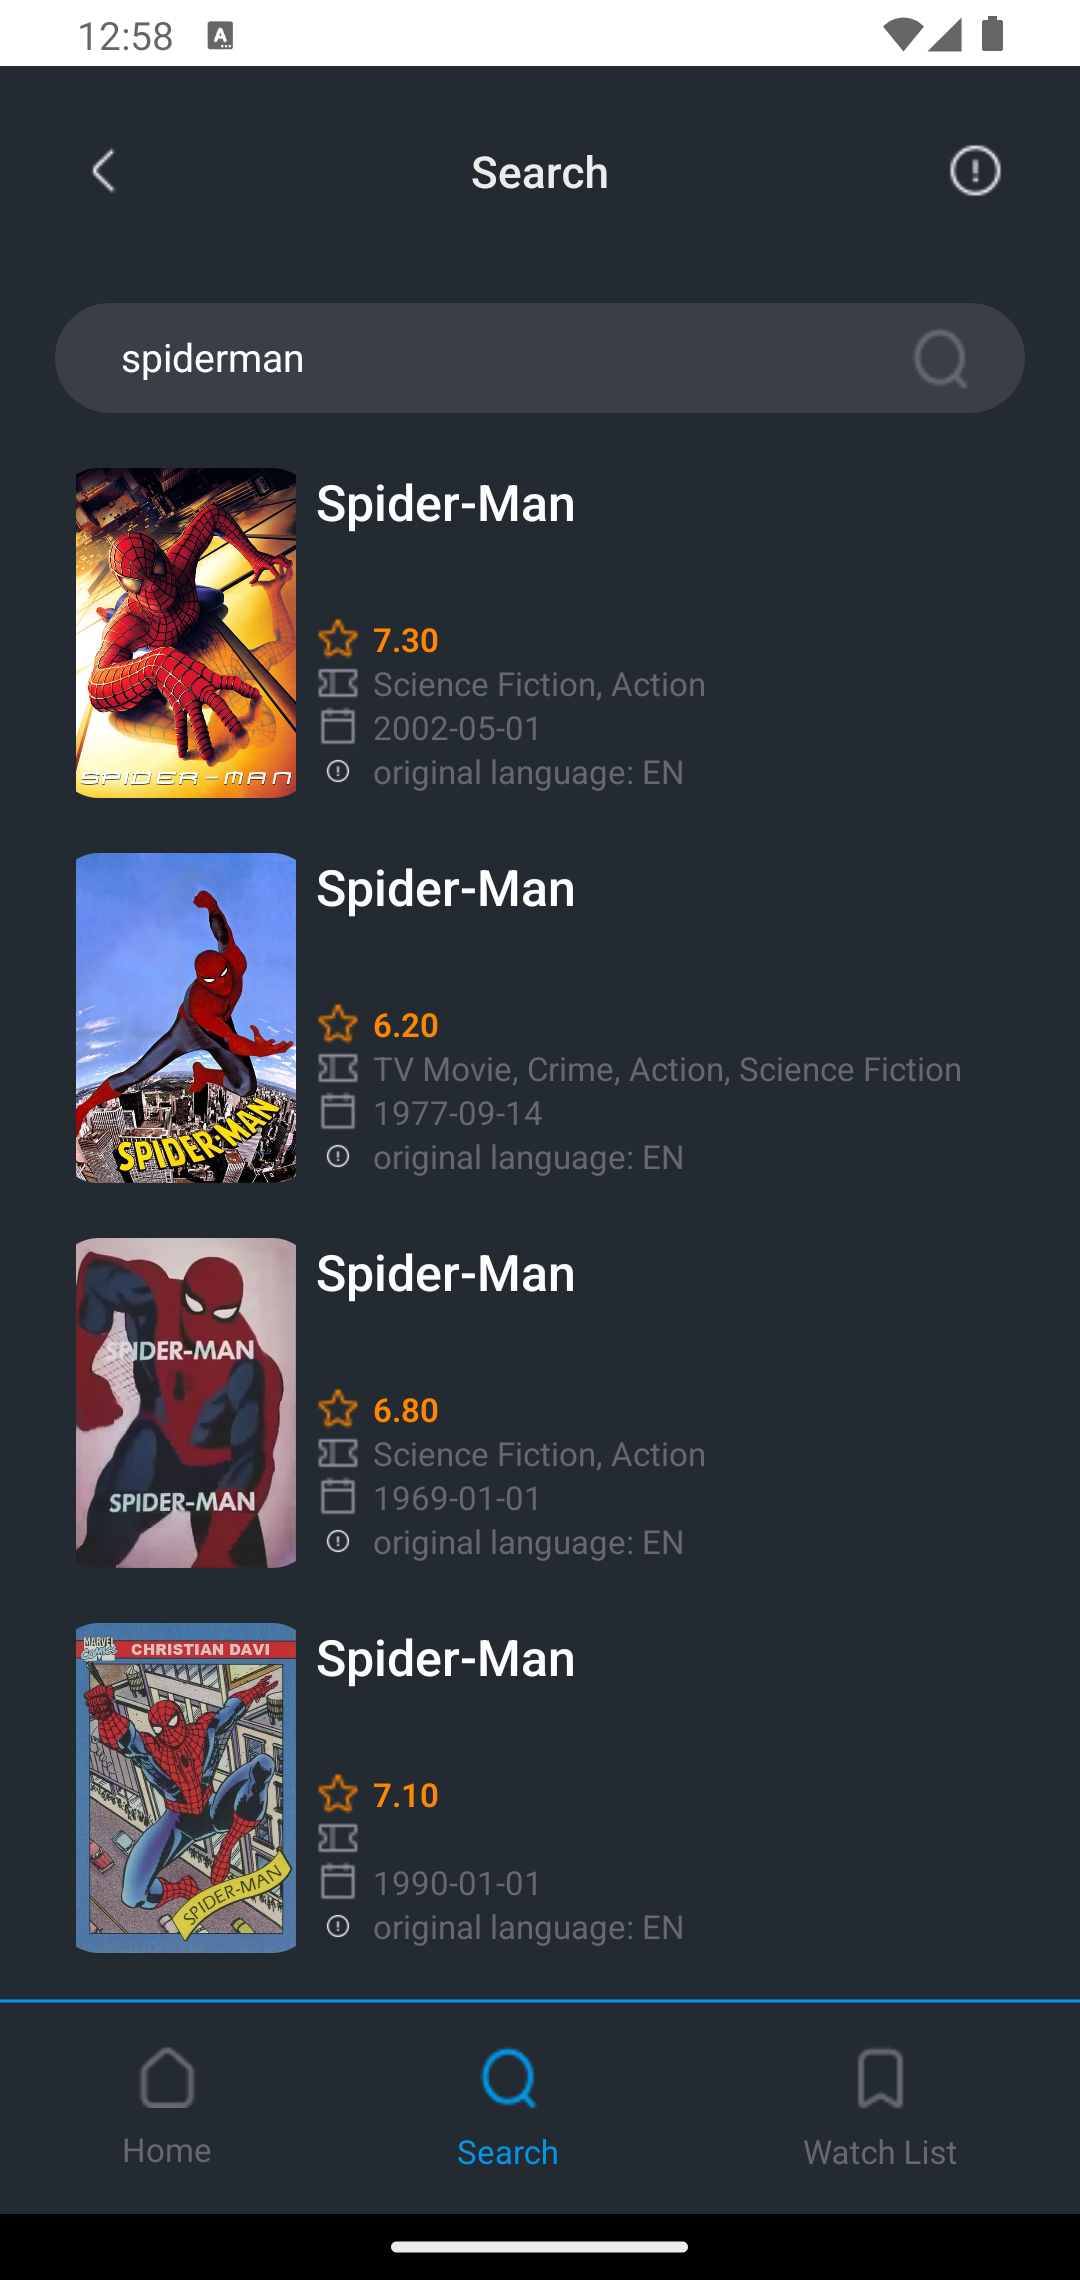 12:58
Search
spiderman
Spider-Man
7.30
Science Fiction, Action
2002-05-01
original language: EN
SPIDER-MAN
Spider-Man
6.20
TV Movie, Crime, Action, Science Fiction
1977-09-14
original language: EN
SPIDER-MAN
Spider-Man
SPIDER-MAN
6.80
Science Fiction, Action
1969-01-01
original language: EN
SPIDER-MAN
MARVEL COMICS
CHRISTIAN DAVI
Spider-Man
7.10
1990-01-01
original language: EN
SPIDER-MAN
Home
Search
Watch List